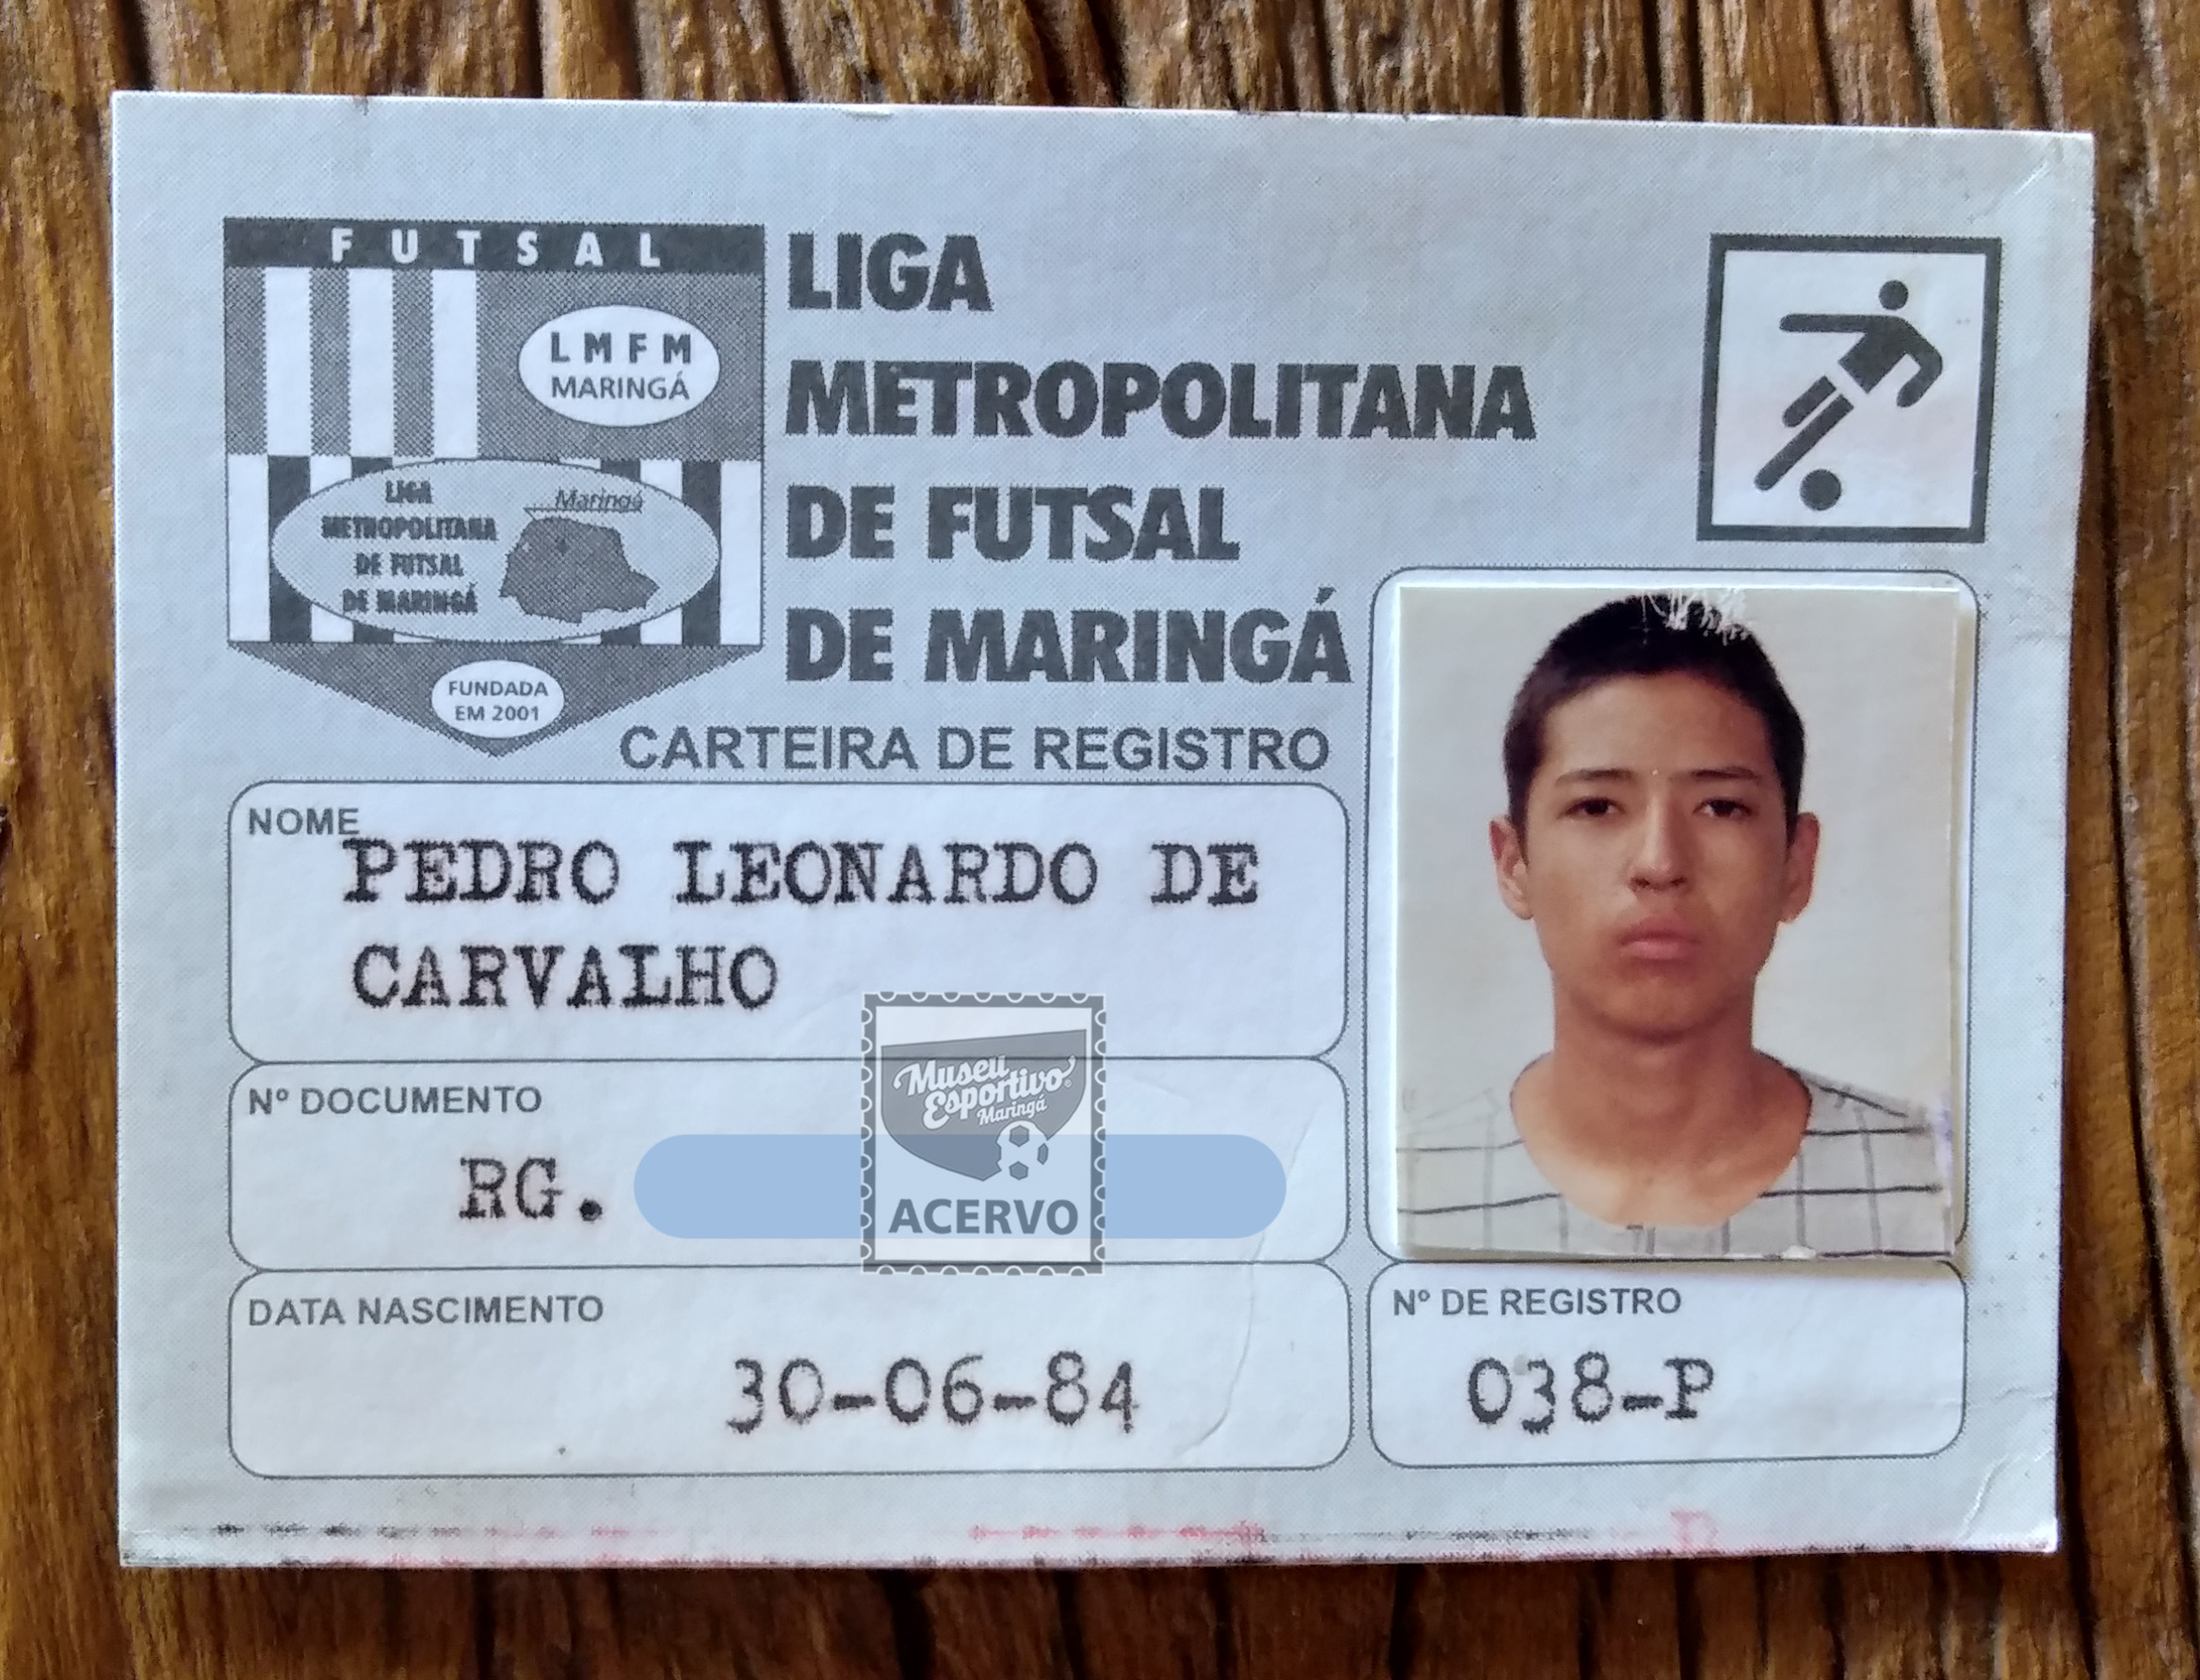 FUTSAL
LMFM
MARINGÁ
LIGA
METROPOLITANA
DE FUTSAL
DE MARINGÁ
Maringá
FUNDADA
EM 2001
LIGA
METROPOLITANA
DE FUTSAL
DE MARINGÁ
CARTEIRA DE REGISTRO
NOME
PEDRO LEONARDO DE
CARVALHO
Nº DOCUMENTO
RG.
Museu
Esportivo
Maringá
ACERVO
DATA NASCIMENTO
30-06-84
Nº DE REGISTRO
038-P